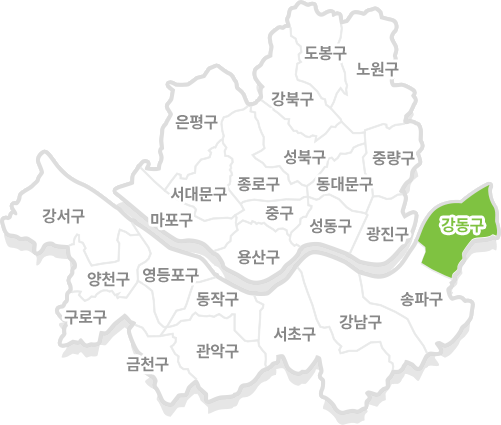 도봉구
노원구
강북구
은평구
성북구
중량구
서대문구
종로구
동대문구
강서구
마포구
중구
성동구
광진구
강동구
용산구
양천구
영등포구
동작구
송파구
구로구
서초구
강남구
금천구
관악구